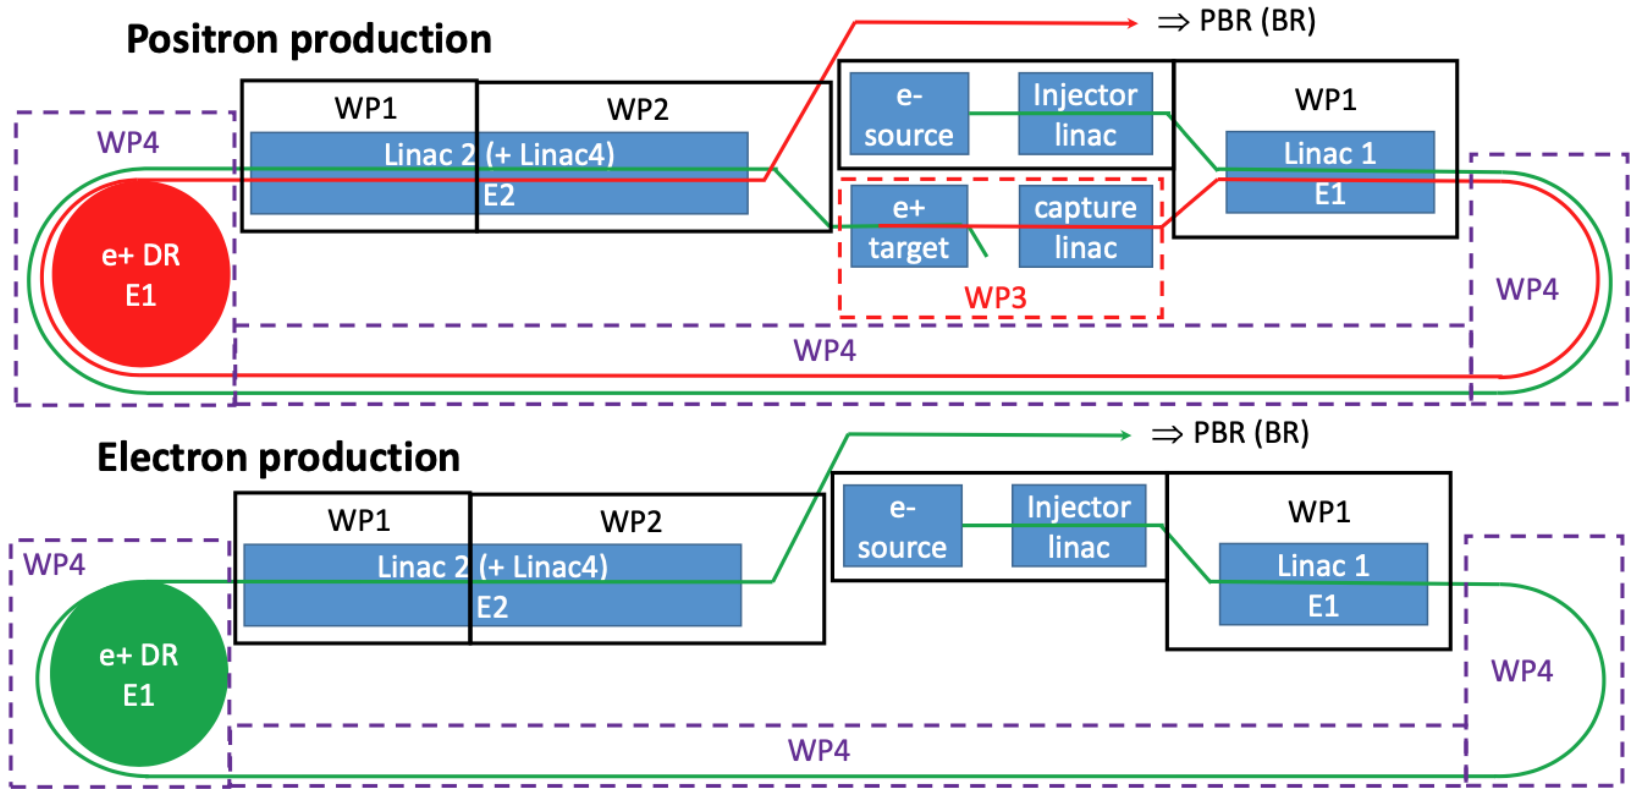 Positron production
⇒ PBR (BR)
WP4
WP1
WP2
Linac 2 (+ Linac4)
E2
e-
source
Injector
linac
WP1
Linac 1
E1
e+ DR
E1
e+
target
capture
linac
WP3
WP4
WP4
Electron production
⇒ PBR (BR)
WP4
WP1
WP2
Linac 2 (+ Linac4)
E2
e-
source
Injector
linac
WP1
Linac 1
E1
e+ DR
E1
WP4
WP4